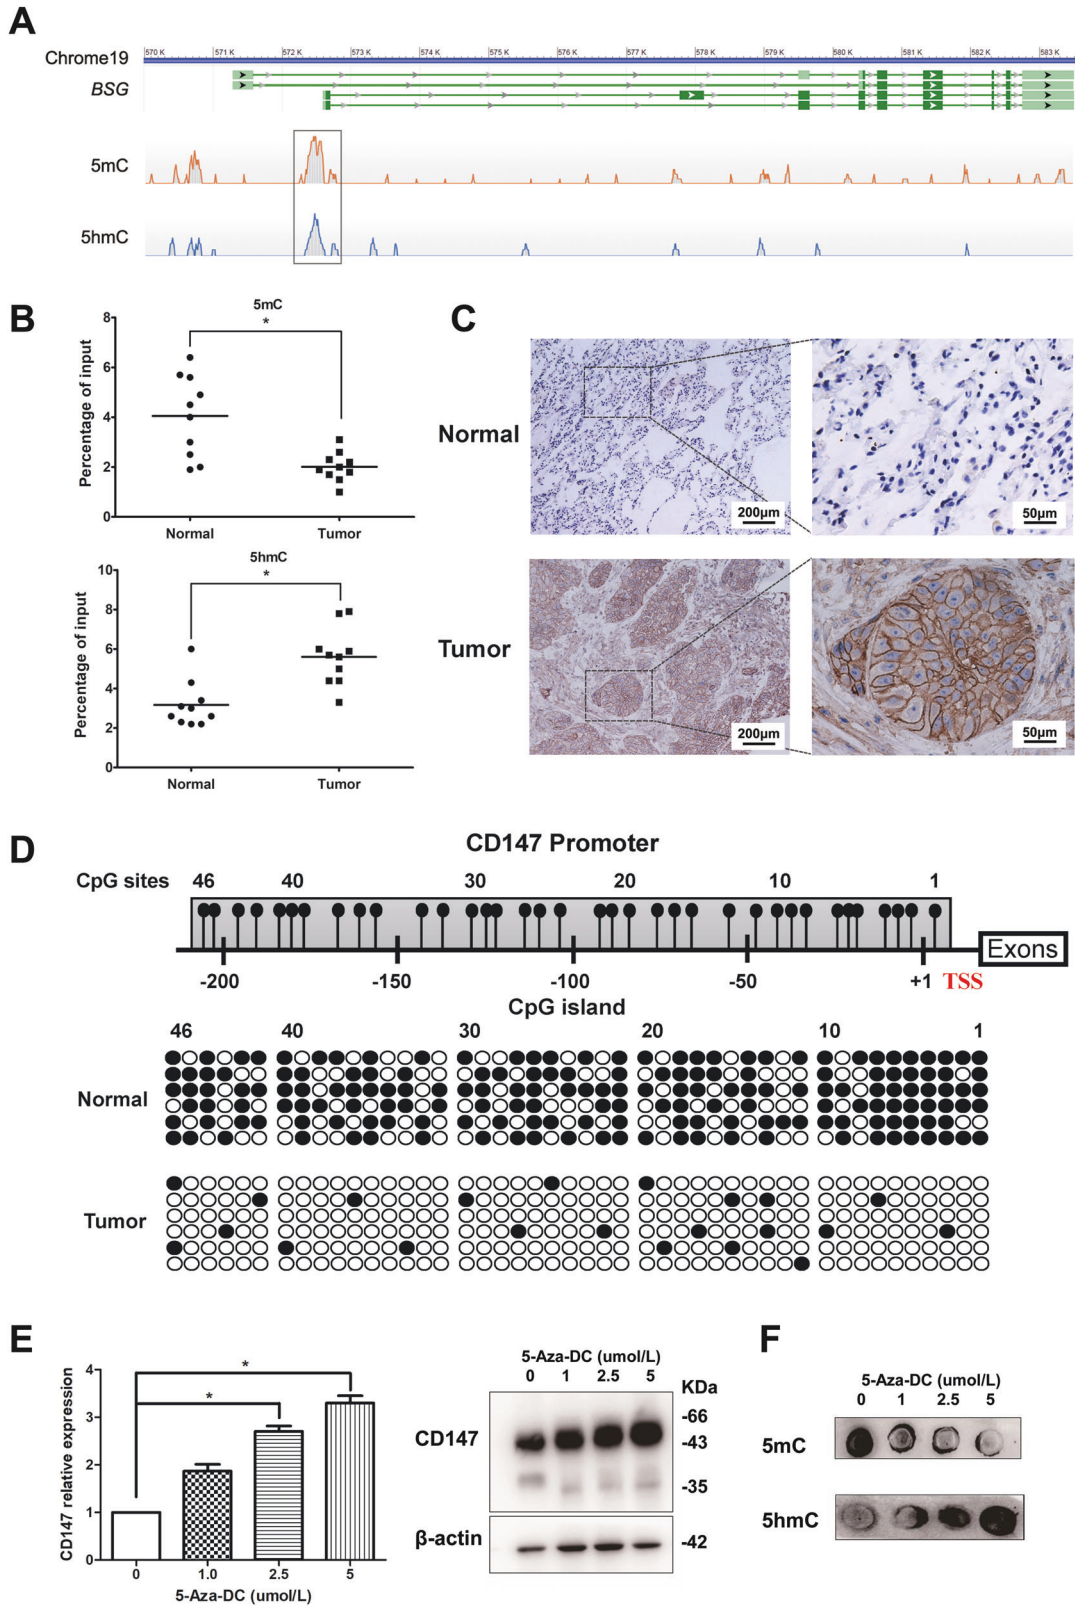 A
Chrome19
570 K 571 K 572 K 573 K 574 K 575 K 576 K 577 K 578 K 579 K 580 K 581 K 582 K 583 K
BSG
5mC
5hmC
B
5mC
*
Percentage of input
8
6
4
2
0
Normal Tumor
5hmC
*
Percentage of input
10
8
6
4
2
0
Normal Tumor
C
Normal
200μm
50μm
Tumor
200μm
50μm
D
CD147 Promoter
CpG sites 46 40 30 20 10 1
Exons
-200 -150 -100 -50 +1 TSS
CpG island
46 40 30 20 10 1
Normal
Tumor
E
CD147 relative expression
4
3
2
1
0
*
*
0 1.0 2.5 5
5-Aza-DC (umol/L)
5-Aza-DC (umol/L)
0 1 2.5 5
KDa
CD147
-66
-43
-35
β-actin
-42
F
5-Aza-DC (umol/L)
0 1 2.5 5
5mC
5hmC